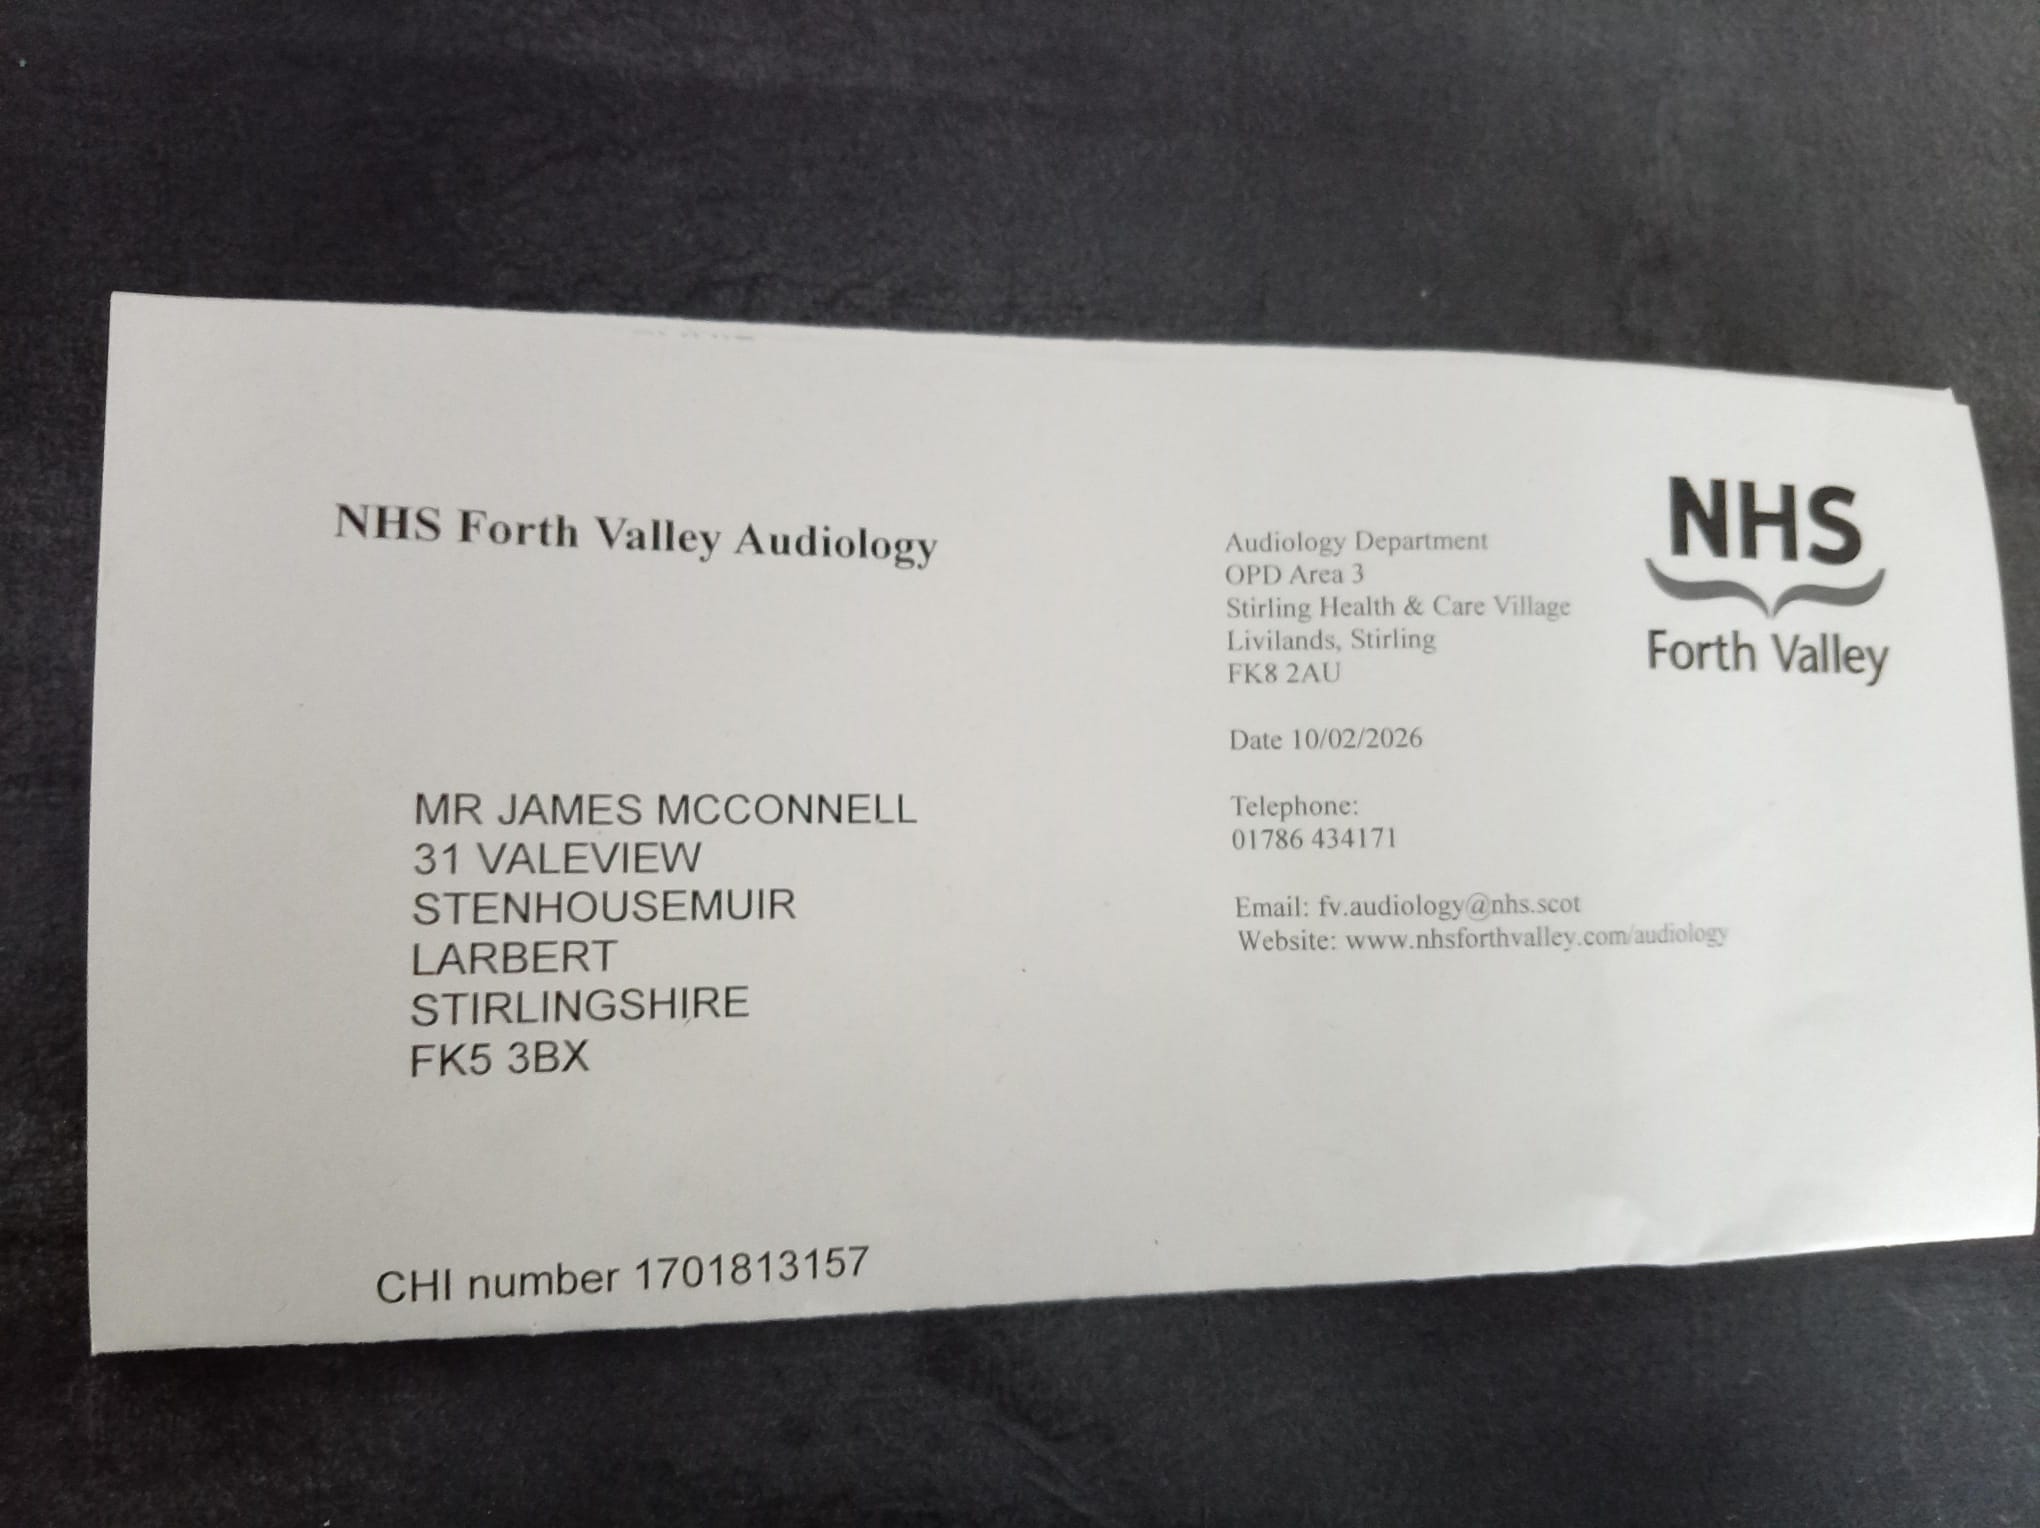 NHS Forth Valley Audiology
Audiology Department
OPD Area 3
Stirling Health & Care Village
Livilands, Stirling
FK8 2AU
Date 10/02/2026
Telephone:
01786 434171
Email: fv.audiology@nhs.scot
Website: www.nhsforthvalley.com/audiology
NHS
Forth Valley
MR JAMES MCCONNELL
31 VALEVIEW
STENHOUSEMUIR
LARBERT
STIRLINGSHIRE
FK5 3BX
CHI number 1701813157